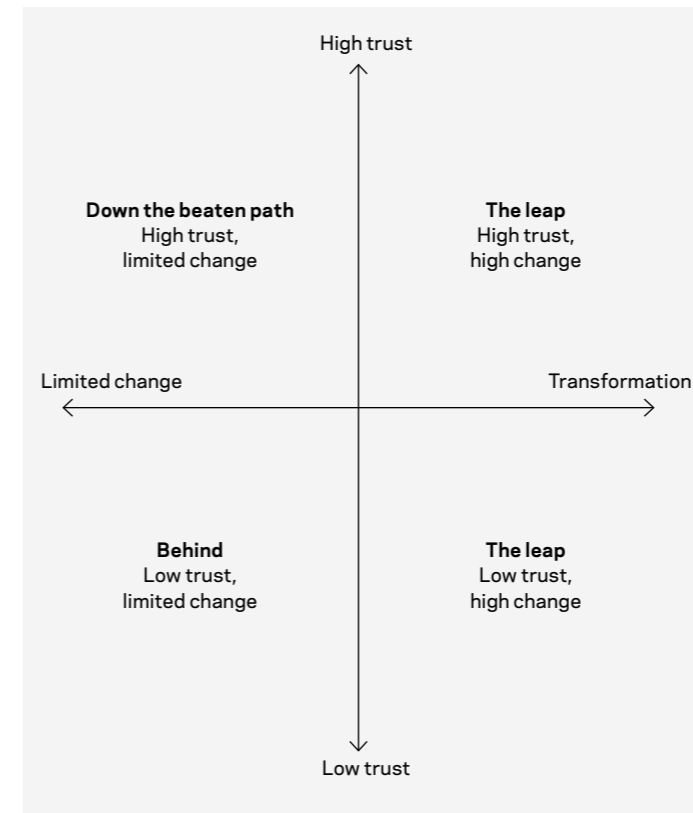 High trust
Down the beaten path
High trust,
limited change
The leap
High trust,
high change
Limited change
Transformation
Behind
Low trust,
limited change
The leap
Low trust,
high change
Low trust